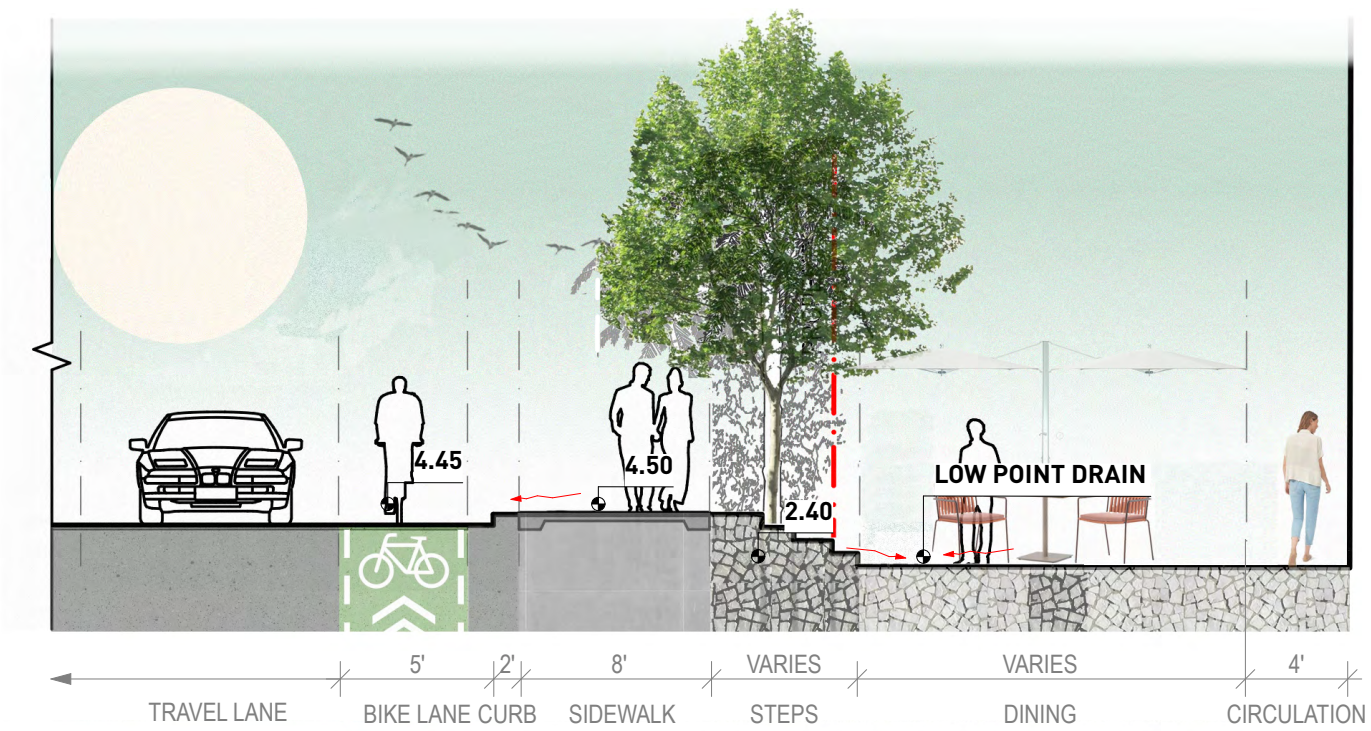 4.45
4.50
2.40
LOW POINT DRAIN
5' 2' 8' VARIES VARIES 4'
TRAVEL LANE BIKE LANE CURB SIDEWALK STEPS DINING CIRCULATION